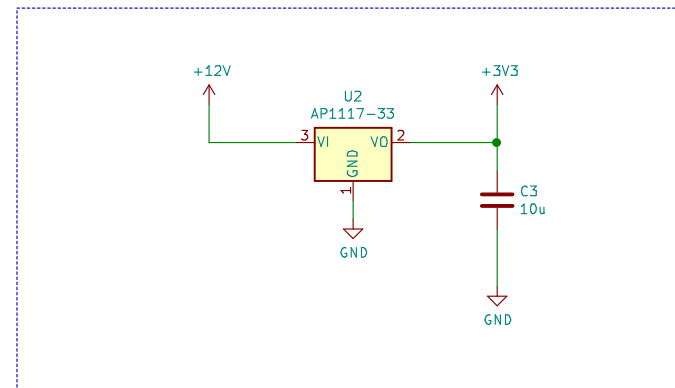 +12V
+3V3
U2
AP1117-33
3
VI
VO
2
GND
1
C3
10u
GND
GND